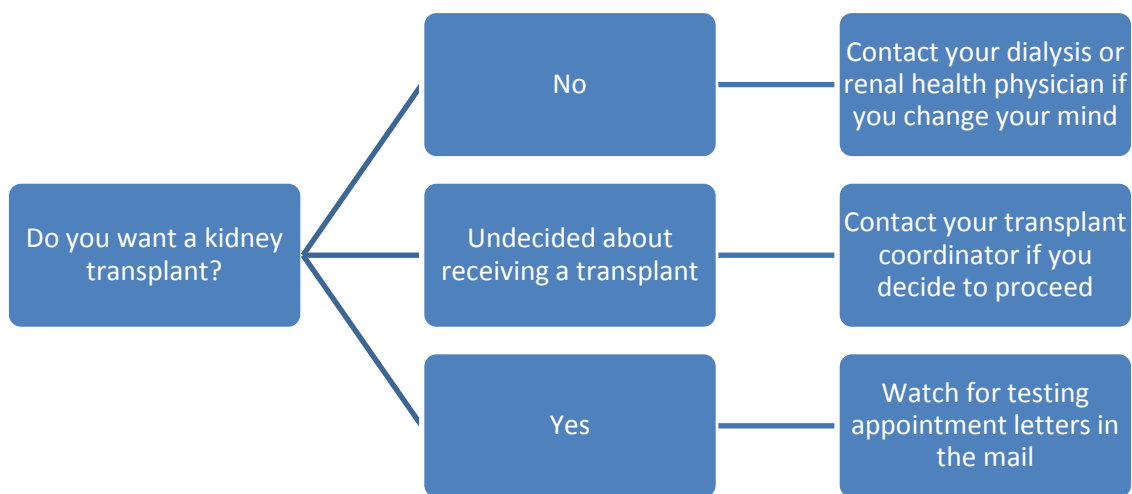 Do you want a kidney
transplant?
No
Contact your dialysis or
renal health physician if
you change your mind
Undecided about
receiving a transplant
Contact your transplant
coordinator if you
decide to proceed
Yes
Watch for testing
appointment letters in
the mail